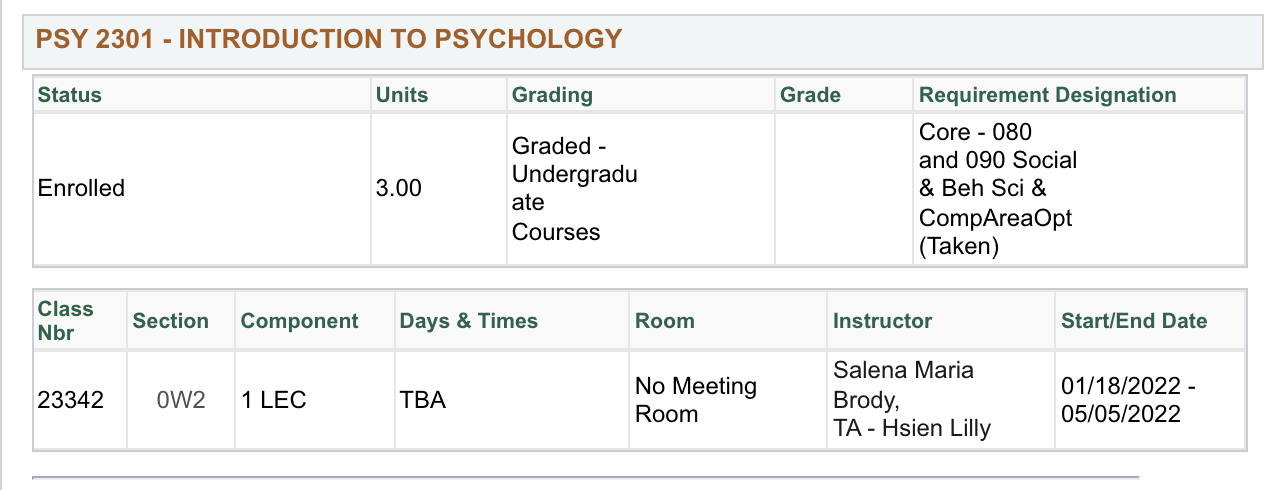 PSY 2301 - INTRODUCTION TO PSYCHOLOGY
Status Units Grading Grade Requirement Designation
Enrolled
3.00
Graded -
Undergradu
ate
Courses
Core - 080
and 090 Social
& Beh Sci &
CompAreaOpt
(Taken)
Class
Nbr
Section Component Days & Times Room Instructor Start/End Date
23342
0W2
1 LEC
TBA
No Meeting
Room
Salena Maria
Brody,
TA - Hsien Lilly
01/18/2022 -
05/05/2022